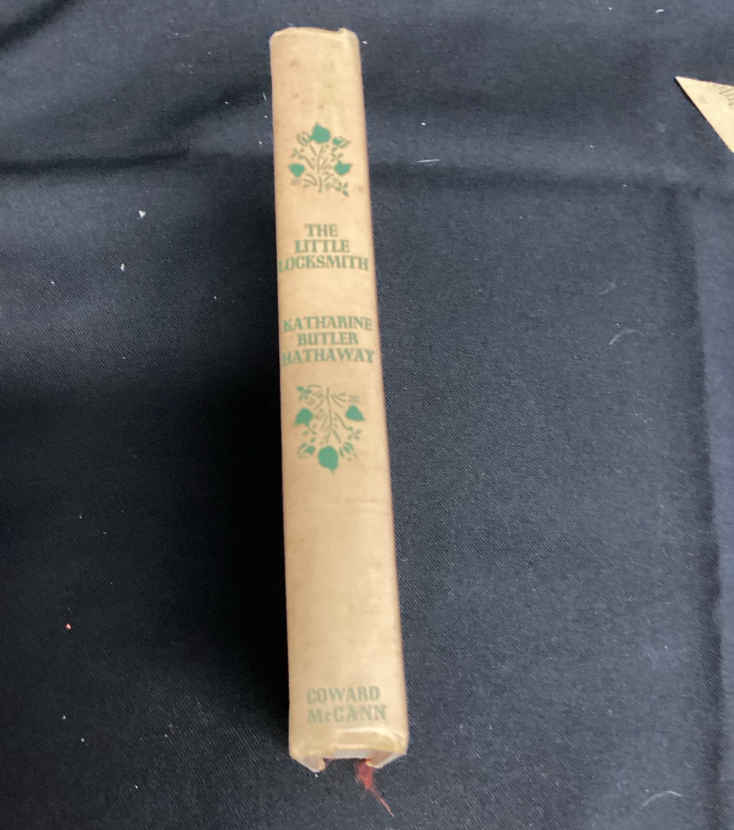 THE
LITTLE
LOCKSMITH
KATHARINE
BUTLER
HATHAWAY
COWARD
McCANN